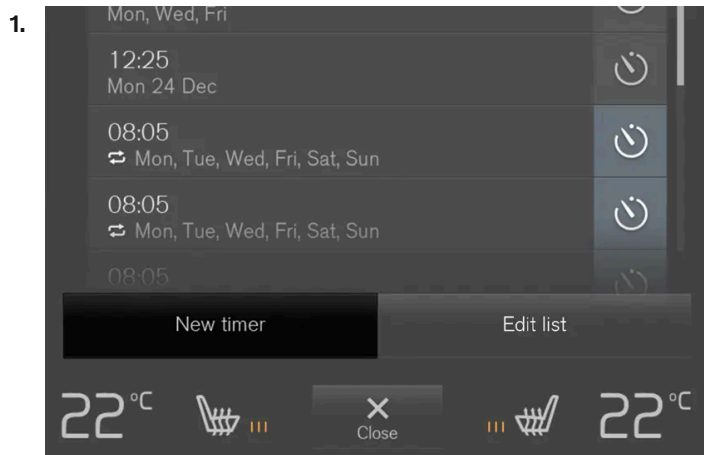 1.
Mon, Wed, Fri
12:25
Mon 24 Dec
08:05
Mon, Tue, Wed, Fri, Sat, Sun
08:05
Mon, Tue, Wed, Fri, Sat, Sun
08:05
New timer
Edit list
22°C
22°C
Close